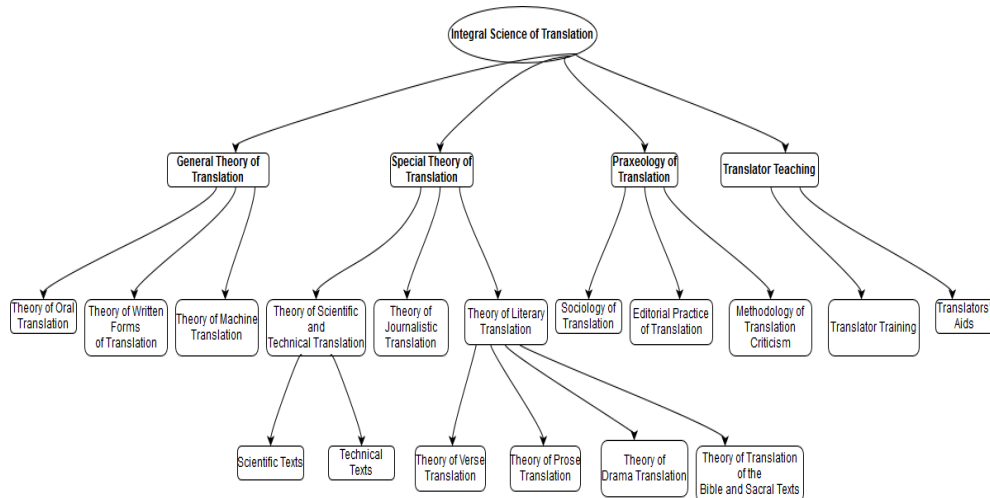 Integral Science of Translation
General Theory of
Translation
Special Theory of
Translation
Praxeology of
Translation
Translator Teaching
Theory of Oral
Translation
Theory of Written
Forms
of Translation
Theory of Machine
Translation
Theory of Scientific
and
Technical Translation
Theory of
Journalistic
Translation
Theory of Literary
Translation
Sociology of
Translation
Editorial Practice
of Translation
Methodology of
Translation
Criticism
Translator Training
Translators'
Aids
Scientific Texts
Technical
Texts
Theory of Verse
Translation
Theory of Prose
Translation
Theory of
Drama Translation
Theory of Translation
of the
Bible and Sacral Texts